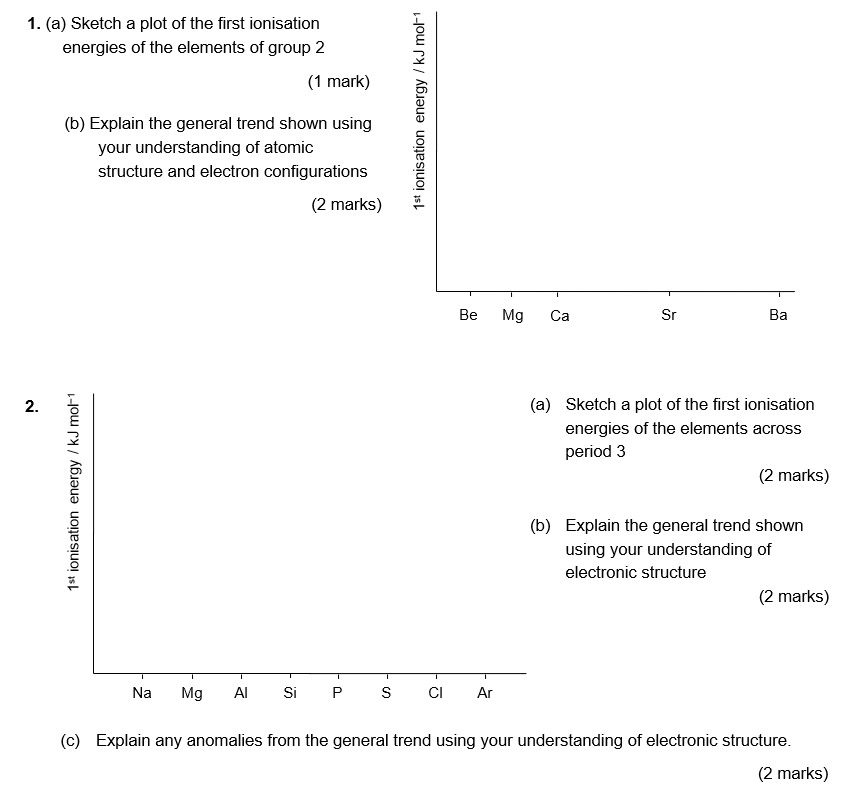 1. (a) Sketch a plot of the first ionisation
energies of the elements of group 2
(1 mark)
(b) Explain the general trend shown using
your understanding of atomic
structure and electron configurations
(2 marks)
1st ionisation energy / kJ mol–1
Be Mg Ca Sr Ba
2.
1st ionisation energy / kJ mol–1
Na Mg Al Si P S Cl Ar
(a) Sketch a plot of the first ionisation
energies of the elements across
period 3
(2 marks)
(b) Explain the general trend shown
using your understanding of
electronic structure
(2 marks)
(c) Explain any anomalies from the general trend using your understanding of electronic structure.
(2 marks)